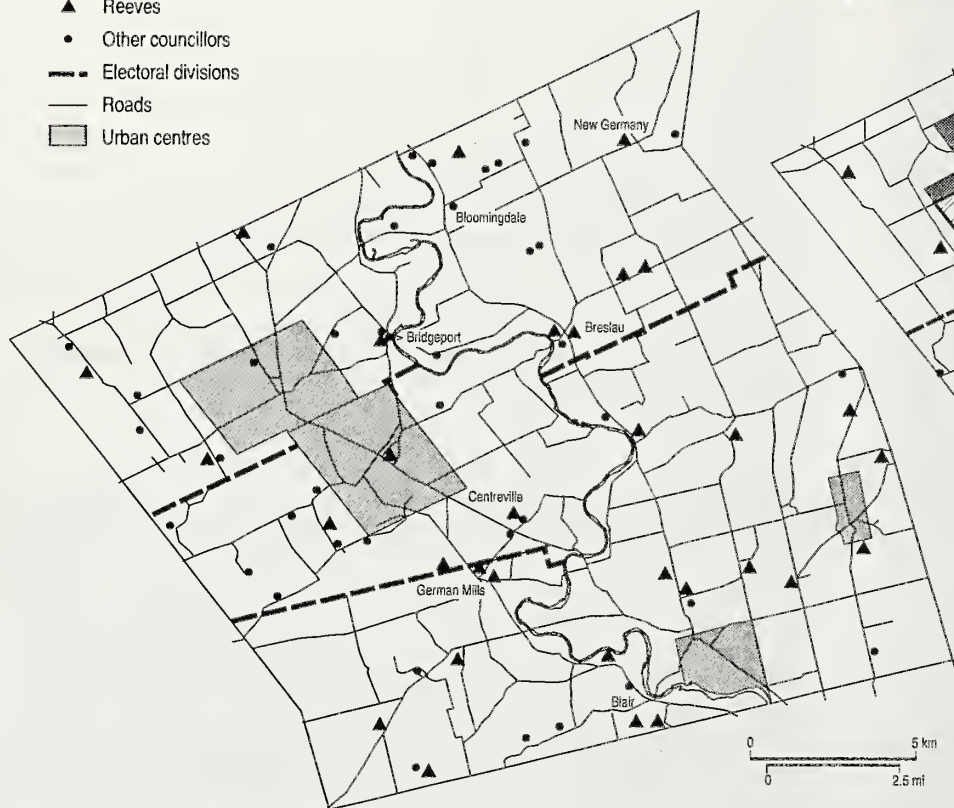 Reeves
Other councillors
Electoral divisions
Roads
Urban centres
New Germany
Bloomingdale
Bridgeport
Breslau
Centreville
German Mills
Blair
0 5 km
0 2.5 mi